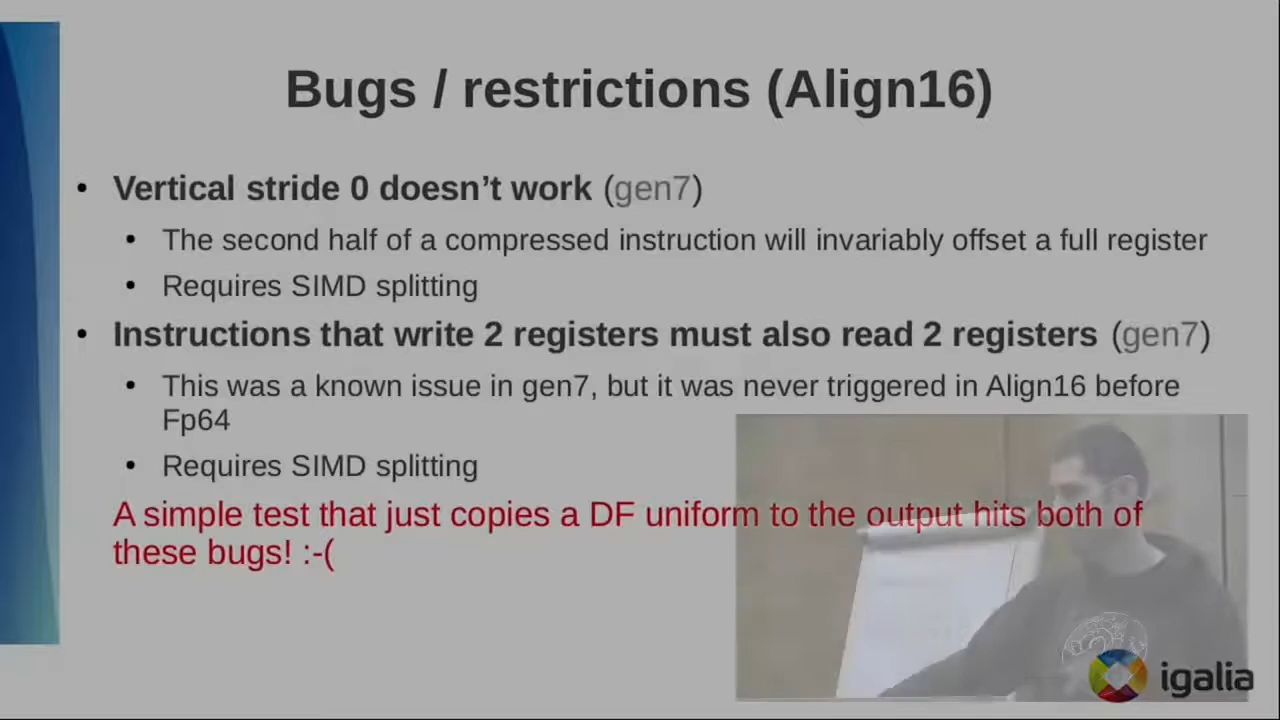 Bugs / restrictions (Align16)
• Vertical stride 0 doesn’t work (gen7)
• The second half of a compressed instruction will invariably offset a full register
• Requires SIMD splitting
• Instructions that write 2 registers must also read 2 registers (gen7)
• This was a known issue in gen7, but it was never triggered in Align16 before
Fp64
• Requires SIMD splitting
A simple test that just copies a DF uniform to the output hits both of
these bugs! :-(
igalia